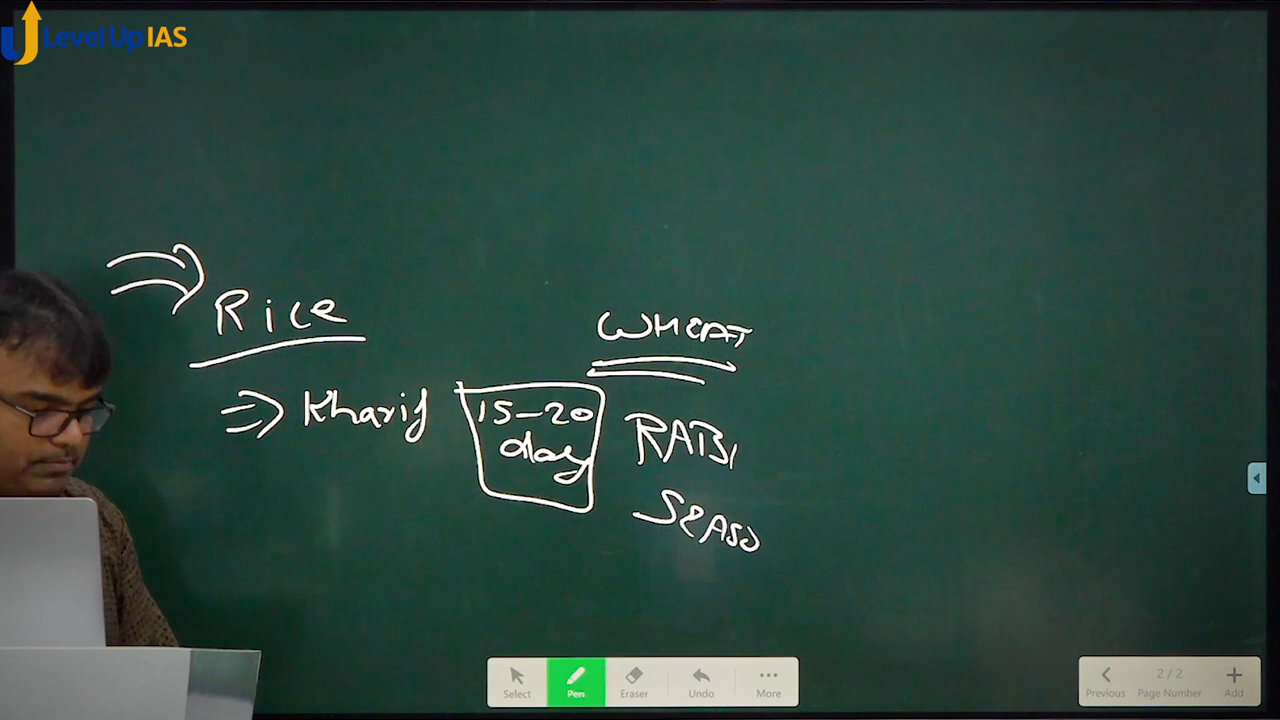 Level Up IAS
Rice
WHEAT
Kharif
15-20
day
RABI
SEASO
Select
Pen
Eraser
Undo
More
Previous
2 / 2
Page Number
Add